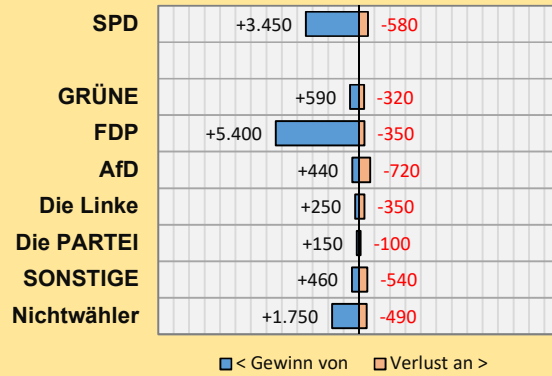 SPD +3.450 -580
GRÜNE +590 -320
FDP +5.400 -350
AfD +440 -720
Die Linke +250 -350
Die PARTEI +150 -100
SONSTIGE +460 -540
Nichtwähler +1.750 -490
< Gewinn von Verlust an >